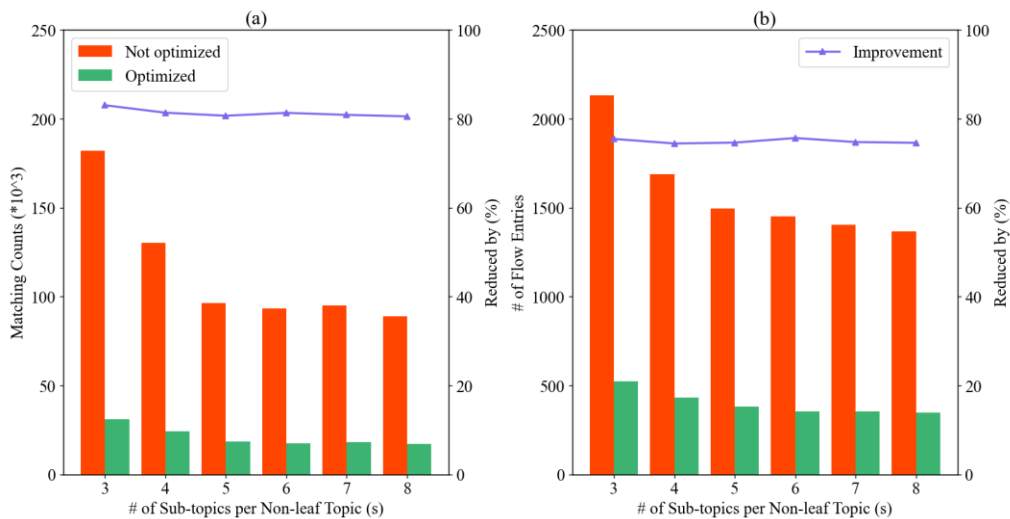 (a)
250
200
150
100
50
0
Matching Counts (*10^3)
Not optimized
Optimized
100
80
60
40
20
0
Reduced by (%)
3 4 5 6 7 8
# of Sub-topics per Non-leaf Topic (s)
(b)
2500
2000
1500
1000
500
0
# of Flow Entries
Improvement
100
80
60
40
20
0
Reduced by (%)
3 4 5 6 7 8
# of Sub-topics per Non-leaf Topic (s)